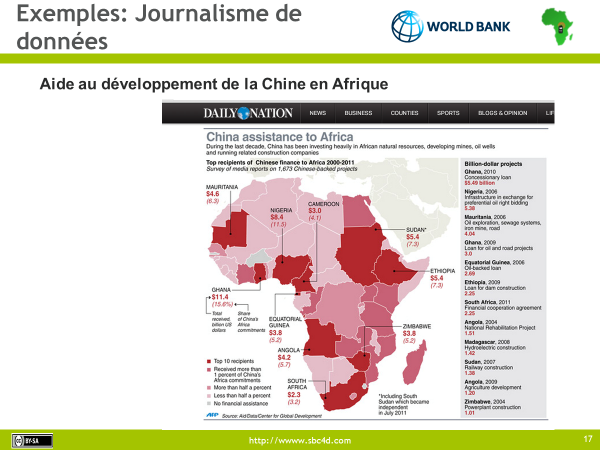 Exemples: Journalisme de
données
WORLD BANK
Aide au développement de la Chine en Afrique
DAILY NATION NEWS BUSINESS COUNTIES SPORTS BLOGS & OPINION LIF
China assistance to Africa
During the last decade, China has been investing heavily in African natural resources, developing mines, oil wells
and running related construction companies
Top recipients of Chinese finance to Africa 2000-2011
Survey of media reports on 1,673 Chinese-backed projects
MAURITANIA
$4.6
(6.3)
NIGERIA
$8.4
(11.5)
CAMEROON
$3.0
(4.1)
SUDAN*
$5.4
(7.3)
ETHIOPIA
$5.4
(7.3)
GHANA
$11.4
(15.6%)
Total
received,
billion US
dollars
Share
of China's
Africa
commitments
EQUATORIAL
GUINEA
$3.8
(5.2)
ZIMBABWE
$3.8
(5.2)
ANGOLA
$4.2
(5.7)
SOUTH
AFRICA
$2.3
(3.2)
Top 10 recipients
Received more than
1 percent of China's
Africa commitments
More than half a percent
Less than half a percent
No financial assistance
*Including South
Sudan which became
independent
in July 2011
AFP Source: Aid/Data/Center for Global Development
Billion-dollar projects
Ghana, 2010
Concessionary loan
$5.49 billion
Nigeria, 2006
Infrastructure in exchange for
preferential oil right bidding
5.38
Mauritania, 2006
Oil exploration, sewage systems,
iron mine, road
4.04
Ghana, 2009
Loan for oil and road projects
3.0
Equatorial Guinea, 2006
Oil-backed loan
2.69
Ethiopia, 2009
Loan for dam construction
2.25
South Africa, 2011
Financial cooperation agreement
2.25
Angola, 2004
National Rehabilitation Project
1.51
Madagascar, 2008
Hydroelectric construction
1.42
Sudan, 2007
Railway construction
1.38
Angola, 2009
Agriculture development
1.20
Zimbabwe, 2004
Powerplant construction
1.01
BY-SA
http://wwww.sbc4d.com
17